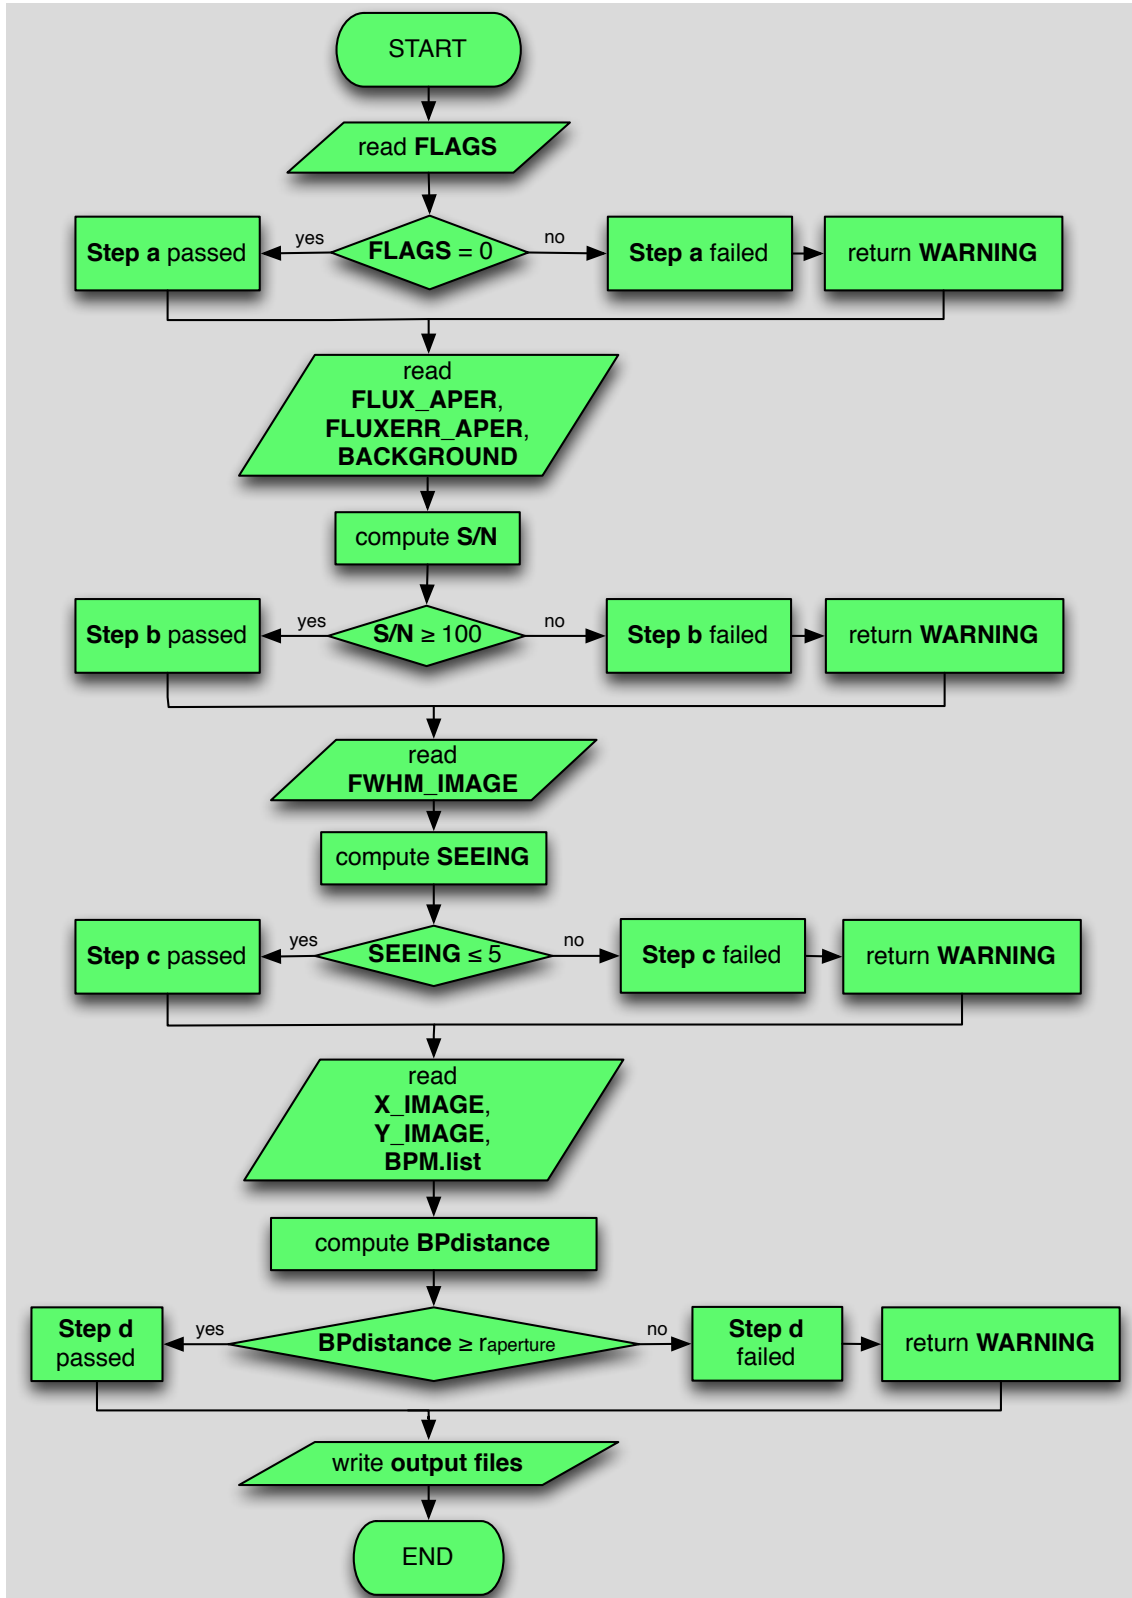 START
read FLAGS
yes
no
Step a passed
FLAGS = 0
Step a failed
return WARNING
read
FLUX_APER,
FLUXERR_APER,
BACKGROUND
compute S/N
yes
no
Step b passed
S/N ≥ 100
Step b failed
return WARNING
read
FWHM_IMAGE
compute SEEING
yes
no
Step c passed
SEEING ≤ 5
Step c failed
return WARNING
read
X_IMAGE,
Y_IMAGE,
BPM.list
compute BPdistance
yes
no
Step d
passed
BPdistance ≥ raperture
Step d
failed
return WARNING
write output files
END